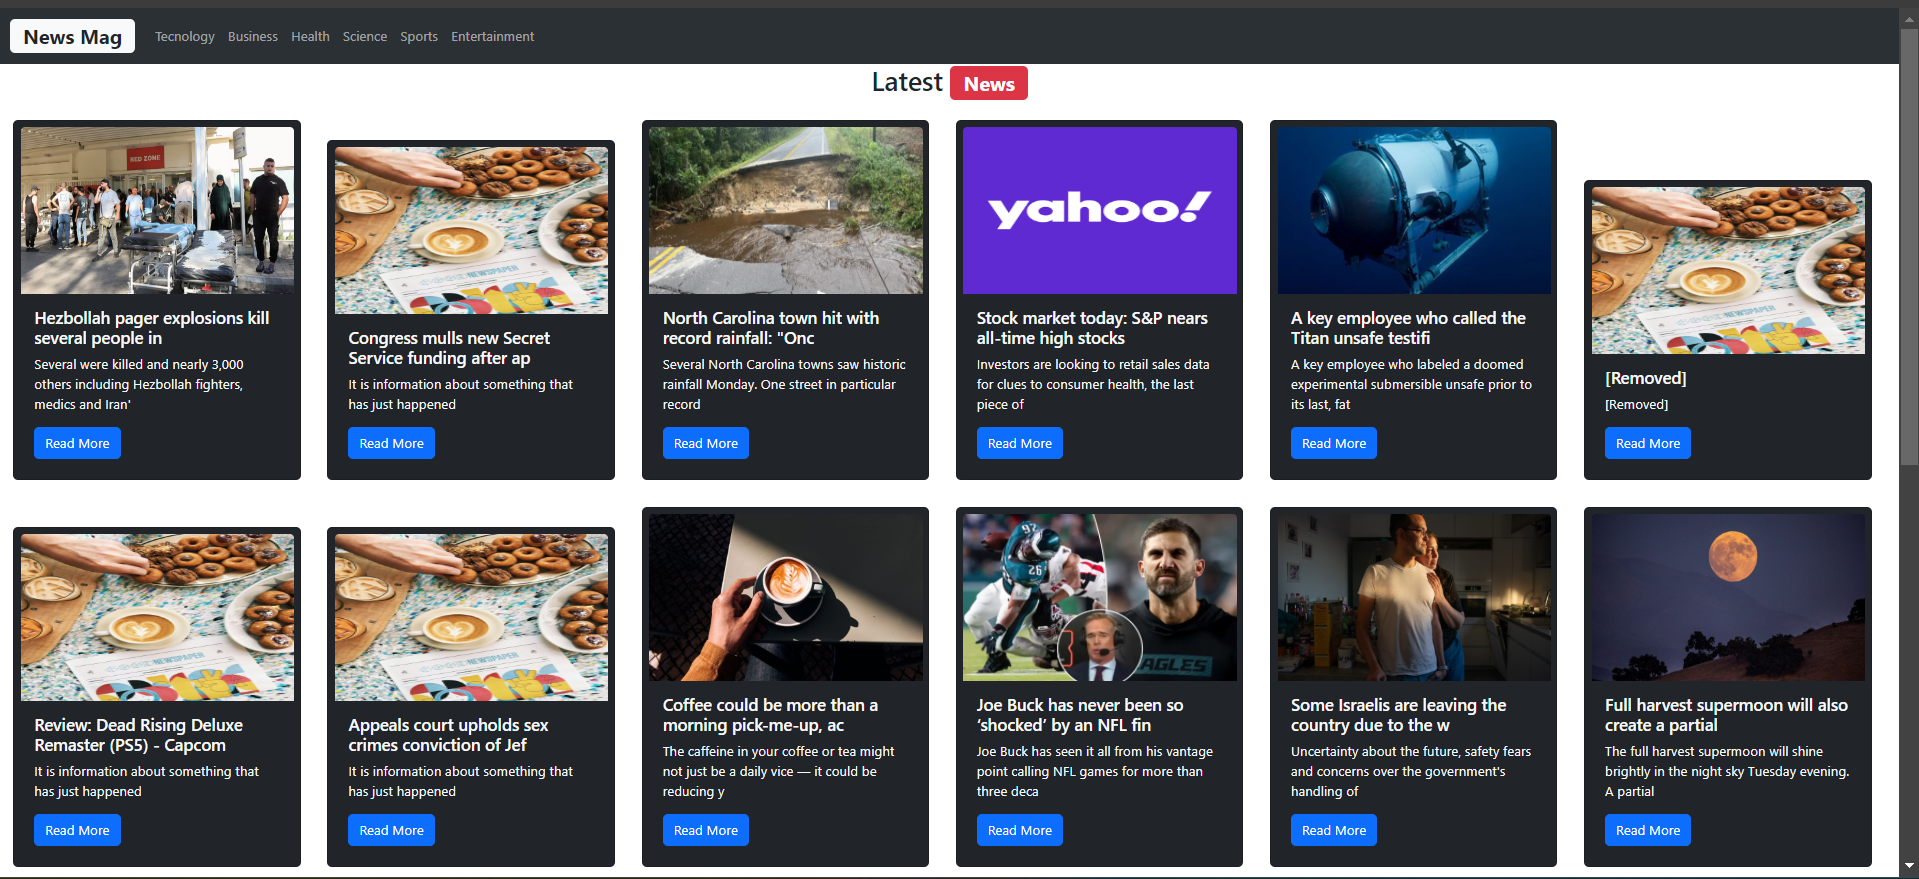 News Mag
Tecnology Business Health Science Sports Entertainment
Latest News
RED ZONE
Hezbollah pager explosions kill
several people in
Several were killed and nearly 3,000
others including Hezbollah fighters,
medics and Iran'
Read More
NEWSPAPER
Congress mulls new Secret
Service funding after ap
It is information about something that
has just happened
Read More
North Carolina town hit with
record rainfall: "Onc
Several North Carolina towns saw historic
rainfall Monday. One street in particular
record
Read More
yahoo!
Stock market today: S&P nears
all-time high stocks
Investors are looking to retail sales data
for clues to consumer health, the last
piece of
Read More
A key employee who called the
Titan unsafe testifi
A key employee who labeled a doomed
experimental submersible unsafe prior to
its last, fat
Read More
NEWSPAPER
[Removed]
[Removed]
Read More
NEWSPAPER
Review: Dead Rising Deluxe
Remaster (PS5) - Capcom
It is information about something that
has just happened
Read More
NEWSPAPER
Appeals court upholds sex
crimes conviction of Jef
It is information about something that
has just happened
Read More
Coffee could be more than a
morning pick-me-up, ac
The caffeine in your coffee or tea might
not just be a daily vice — it could be
reducing y
Read More
26
26
EAGLES
Joe Buck has never been so
‘shocked’ by an NFL fin
Joe Buck has seen it all from his vantage
point calling NFL games for more than
three deca
Read More
Some Israelis are leaving the
country due to the w
Uncertainty about the future, safety fears
and concerns over the government's
handling of
Read More
Full harvest supermoon will also
create a partial
The full harvest supermoon will shine
brightly in the night sky Tuesday evening.
A partial
Read More